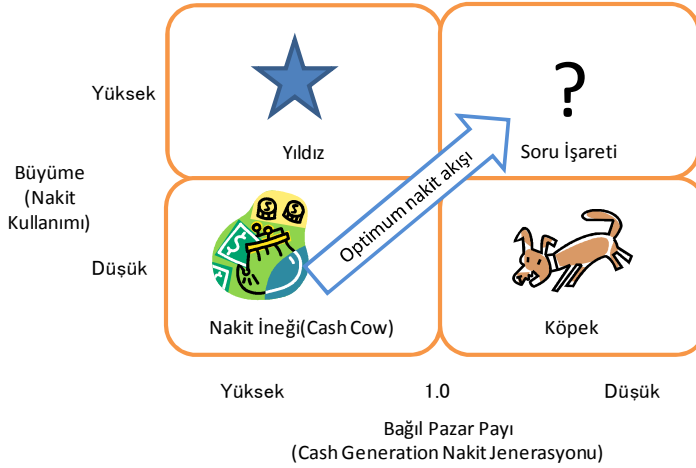 Yüksek
?
Yıldız
Soru İşareti
Büyüme
(Nakit
Kullanımı)
Optimum nakit akışı
Düşük
Nakit İneği(Cash Cow)
Köpek
Yüksek
1.0
Düşük
Bağıl Pazar Payı
(Cash Generation Nakit Jenerasyonu)